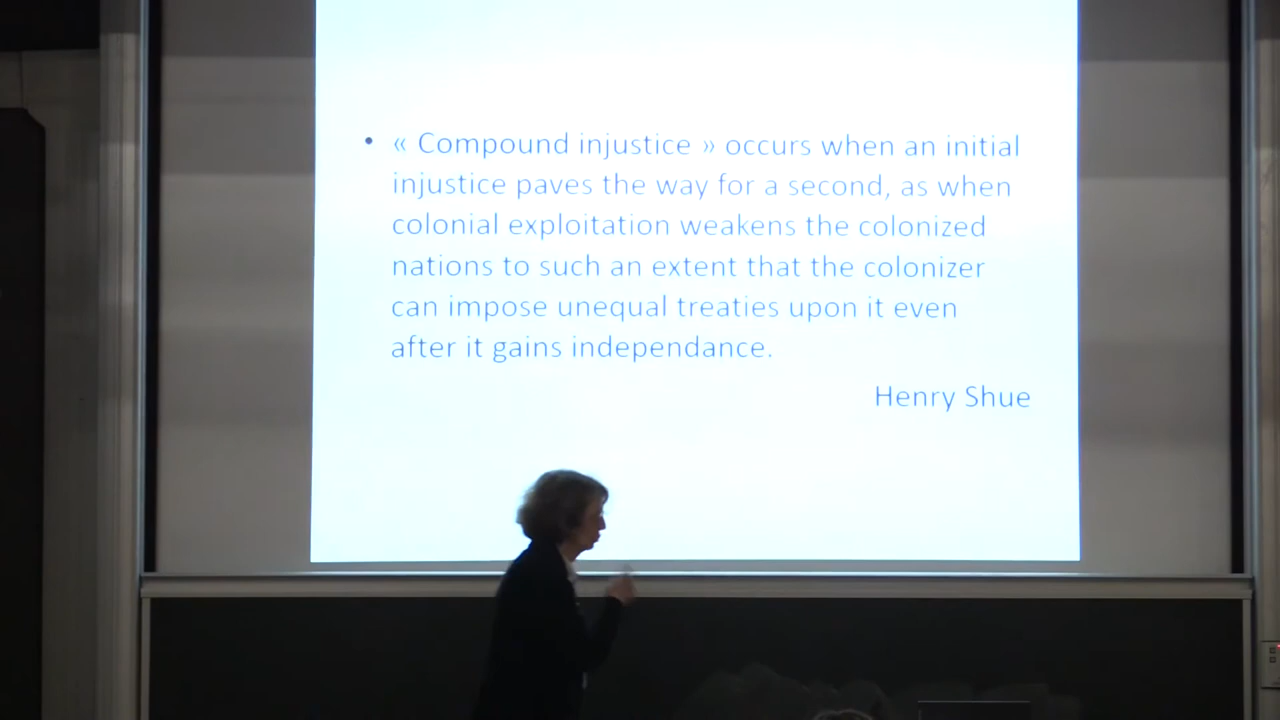 • « Compound injustice » occurs when an initial
injustice paves the way for a second, as when
colonial exploitation weakens the colonized
nations to such an extent that the colonizer
can impose unequal treaties upon it even
after it gains independance.
Henry Shue